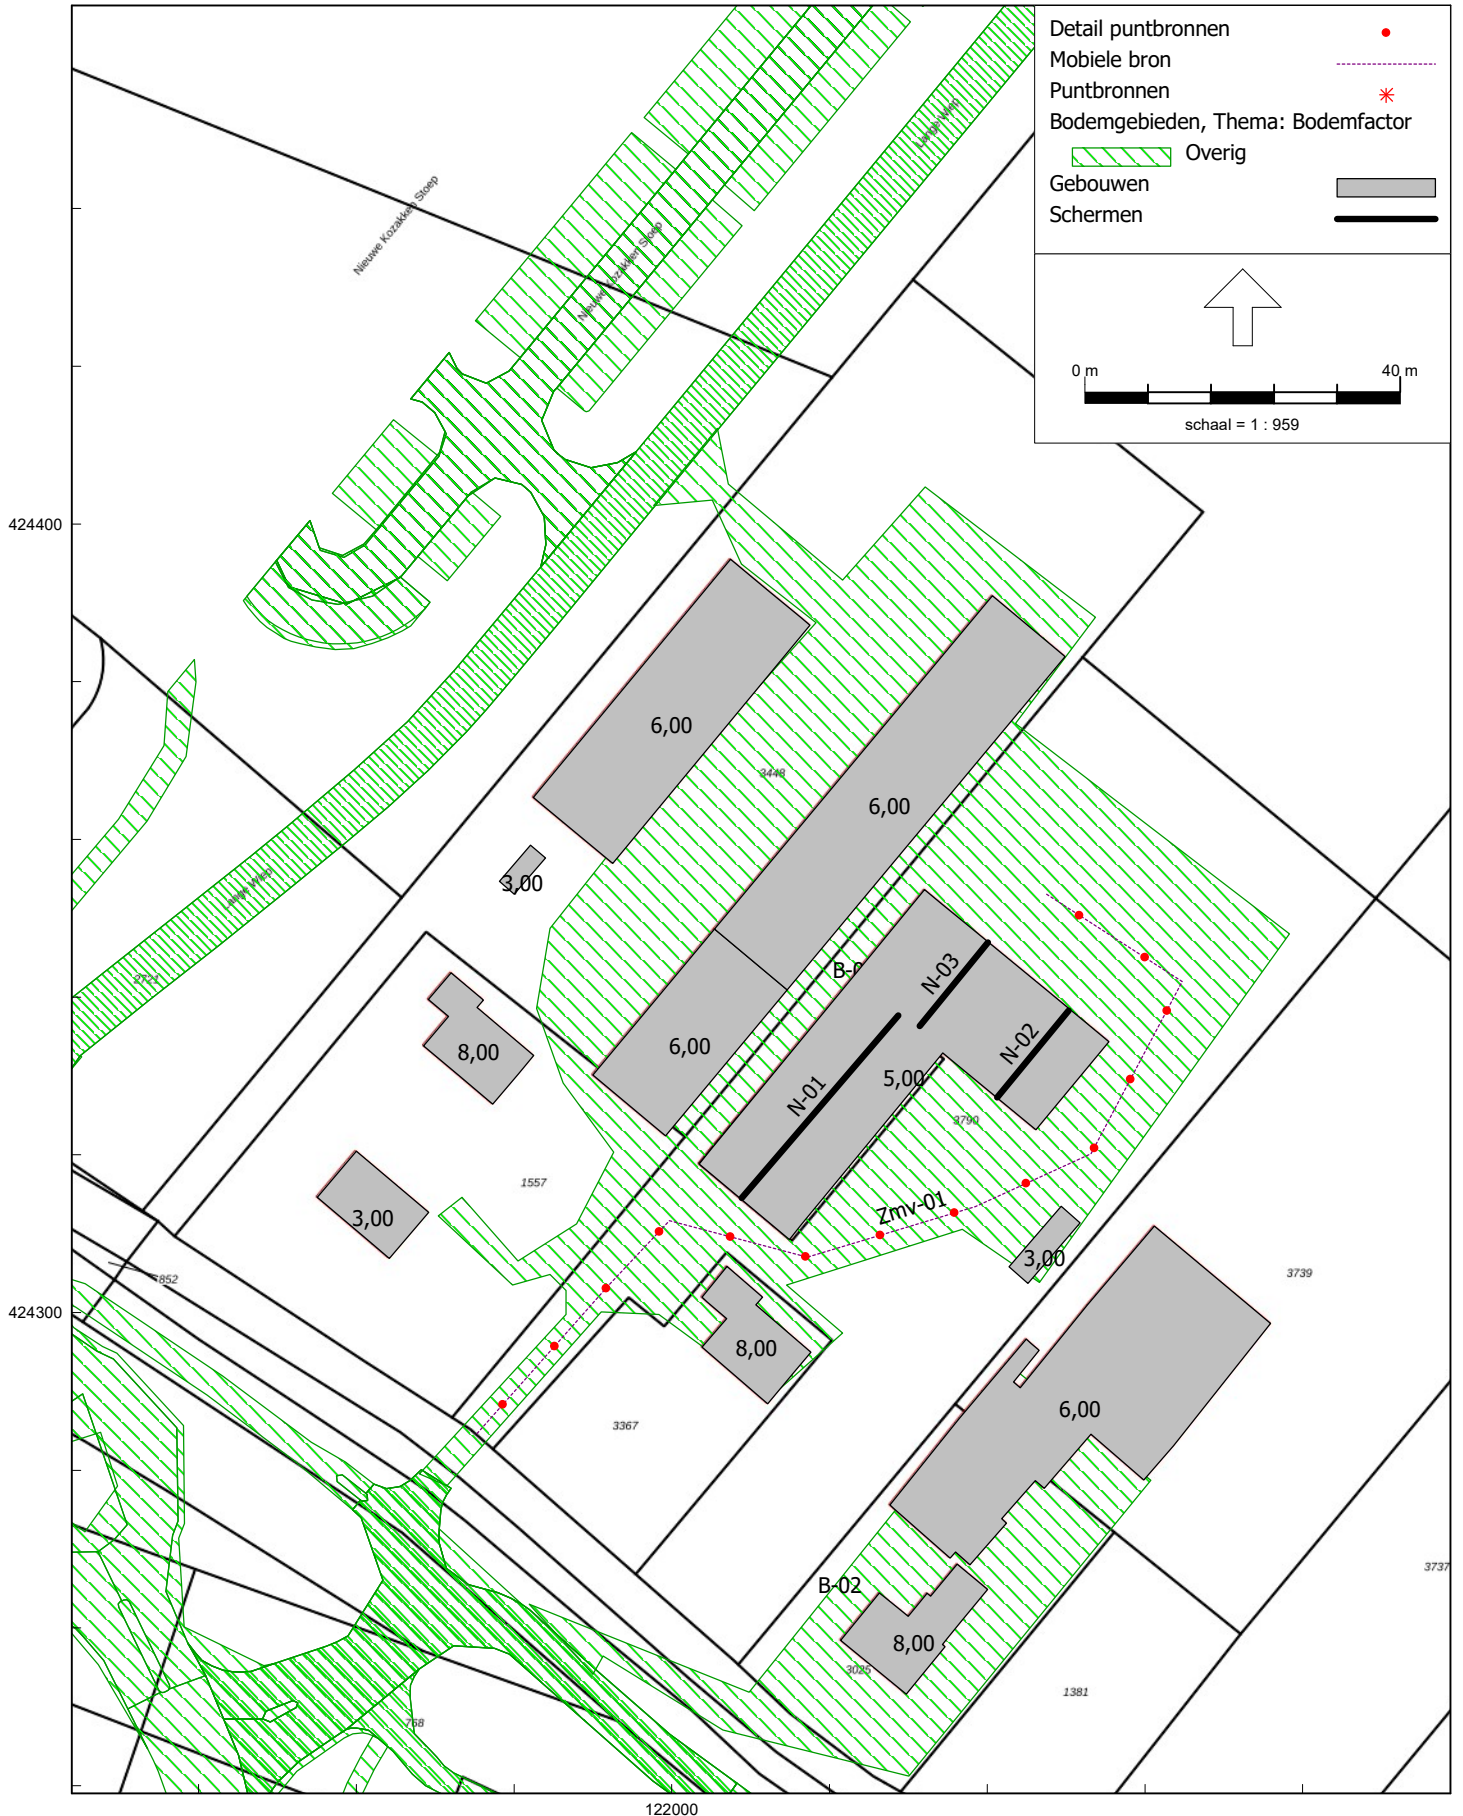 Detail puntbronnen
Mobiele bron
Puntbronnen
Bodemgebieden, Thema: Bodemfactor
Overig
Gebouwen
Schermen
0 m
40 m
schaal = 1 : 959
Lange Wiep
Nieuwe Kozakken Stoep
Nieuwe Kozakken Stoep
424400
6,00
3448
6,00
3,00
Lange Wiep
2721
B-0
N-03
8,00
6,00
N-02
5,00
N-01
3790
1557
3,00
Zmv-01
3,00
3739
852
424300
8,00
6,00
3367
3737
B-02
8,00
3025
1381
768
122000